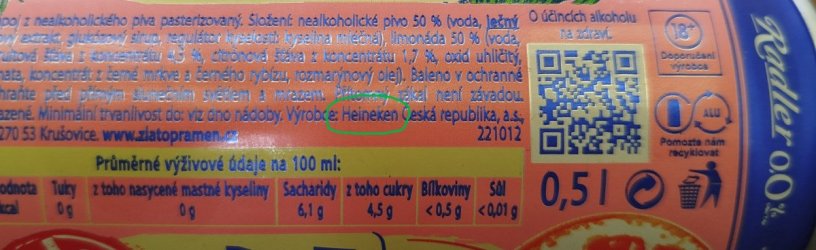 z nealkoholického piva pasterizovaný. Složení: nealkoholické pivo 50 % (voda, ječný
extrakt, glukózový sirup, regulátor kyselosti kyselina mléčná), limonáda 50 % (voda,
šťáva z koncentrátu 4,3 %, citrónová šťáva z koncentrátu 1,7 %, oxid uhličitý,
koncentrát z černé mrkve a černého rybízu, rozmarýnový olej). Baleno v ochranné
před přímým slunečním světlem a mrazem. Přítomný zákal není závadou.
Minimální trvanlivost do: viz dno nádoby. Výrobce: Heineken Česká republika, a.s.,
270 53 Krušovice. www.zlatopramen.cz 221012
Průměrné výživové údaje na 100 ml:
Tuky z toho nasycené mastné kyseliny Sacharidy z toho cukry Bílkoviny Sůl
kcal 0 g 0 g 6,1 g 4,5 g < 0,5 g < 0,01 g
O účincích alkoholu
na zdraví
18+
Doporučení
výrobce
ALU
Pomozte nám
recyklovat
0,5 l
Radler 0.0%